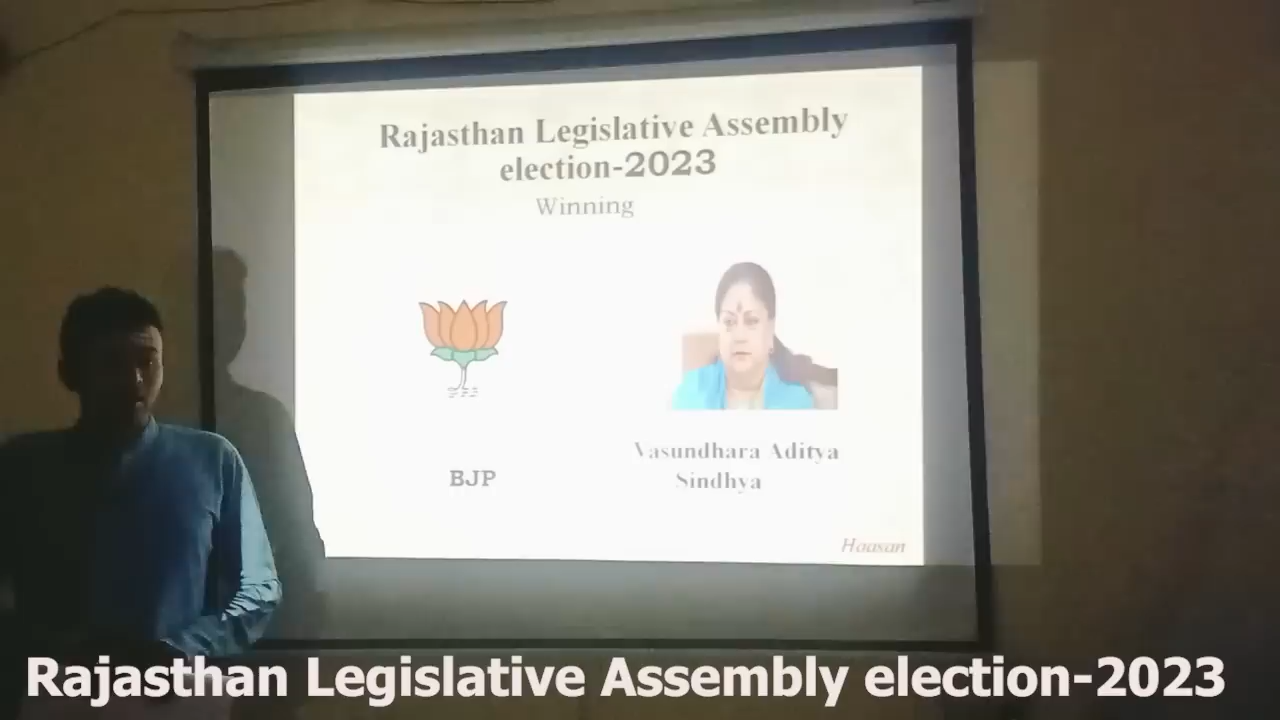 Rajasthan Legislative Assembly
election-2023
Winning
BJP
Vasundhara Aditya
Sindhya
Haasan
Rajasthan Legislative Assembly election-2023